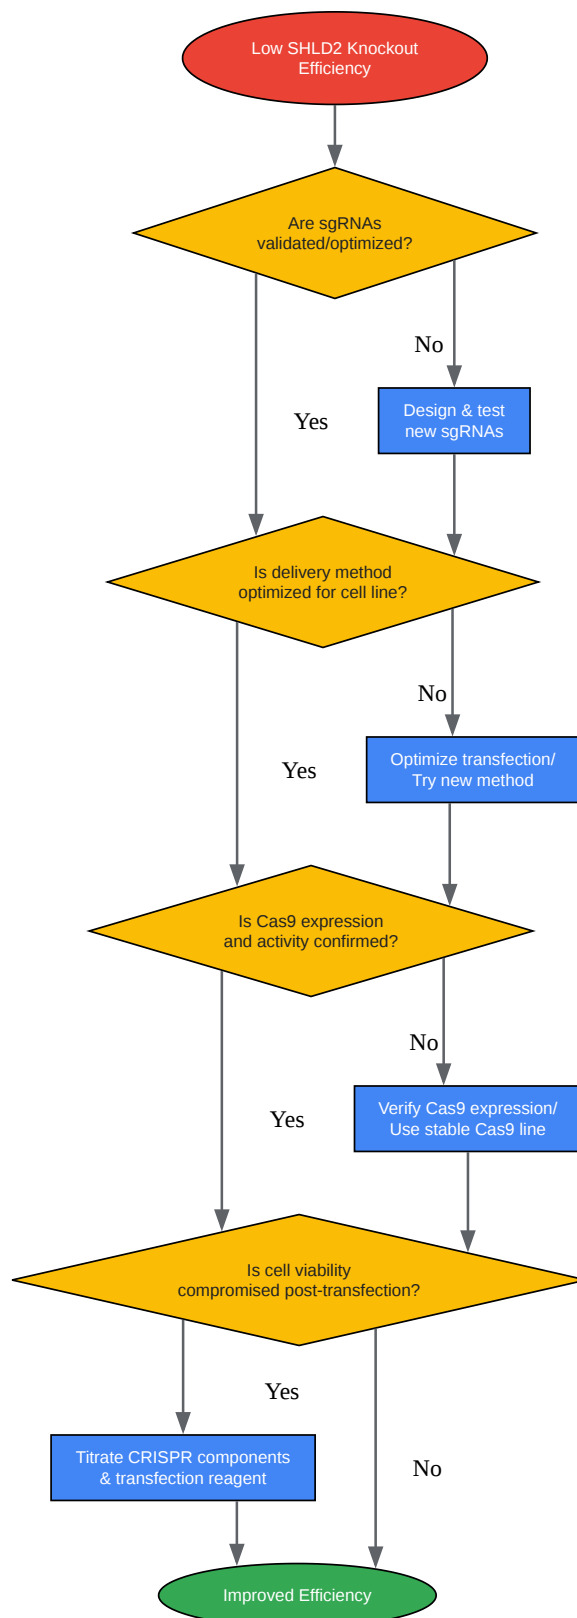 Low SHLD2 Knockout
Efficiency
Are sgRNAs
validated/optimized?
No
Design & test
new sgRNAs
Yes
Is delivery method
optimized for cell line?
No
Optimize transfection/
Try new method
Yes
Is Cas9 expression
and activity confirmed?
No
Verify Cas9 expression/
Use stable Cas9 line
Yes
Is cell viability
compromised post-transfection?
Yes
Titrate CRISPR components
& transfection reagent
No
Improved Efficiency